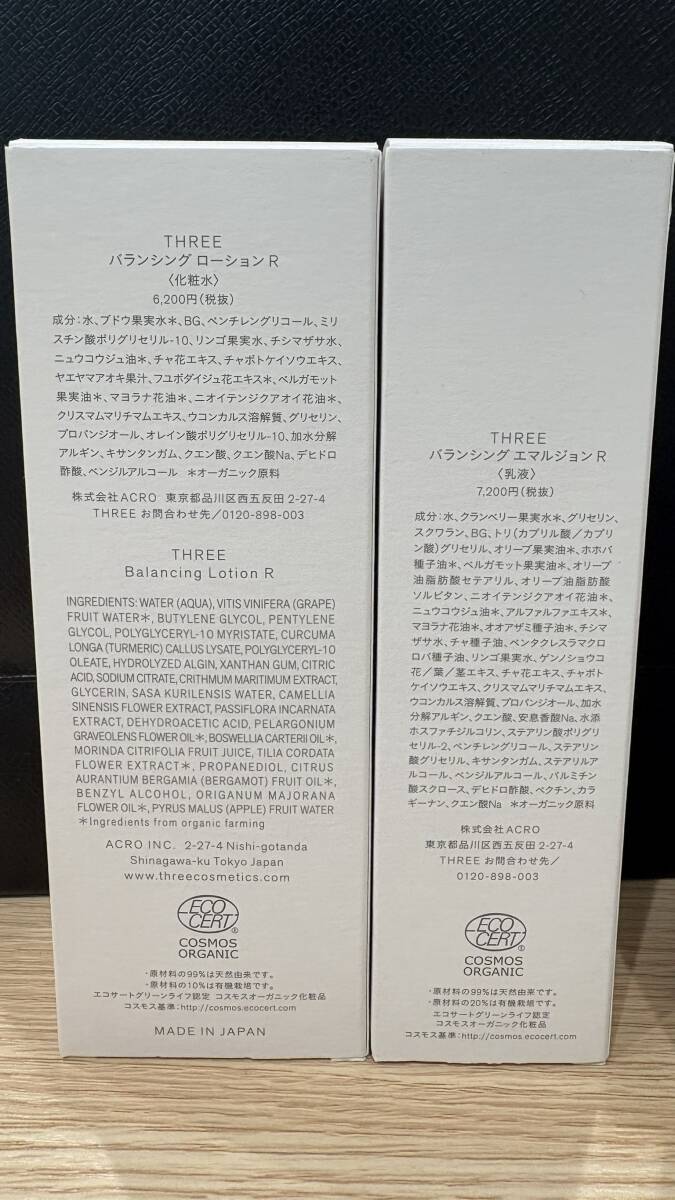 THREE
バランシング ローション R
〈化粧水〉
6,200円(税抜)
成分：水、ブドウ果実水＊、BG、ペンチレングリコール、ミリ
スチン酸ポリグリセリル-10、リンゴ果実水、チシマザサ水、
ニュウコウジュ油＊、チャ花エキス、チャボトケイソウエキス、
ヤエヤマアオキ果汁、フユボダイジュ花エキス＊、ベルガモット
果実油＊、マヨラナ花油＊、ニオイテンジクアオイ花油＊、
クリスマムマリチマムエキス、ウコンカルス溶解質、グリセリン、
プロパンジオール、オレイン酸ポリグリセリル-10、加水分解
アルギン、キサンタンガム、クエン酸、クエン酸Na、デヒドロ
酢酸、ベンジルアルコール ＊オーガニック原料
株式会社ACRO 東京都品川区西五反田 2-27-4
THREE お問合わせ先／0120-898-003
THREE
Balancing Lotion R
INGREDIENTS: WATER (AQUA), VITIS VINIFERA (GRAPE)
FRUIT WATER＊, BUTYLENE GLYCOL, PENTYLENE
GLYCOL, POLYGLYCERYL-10 MYRISTATE, CURCUMA
LONGA (TURMERIC) CALLUS LYSATE, POLYGLYCERYL-10
OLEATE, HYDROLYZED ALGIN, XANTHAN GUM, CITRIC
ACID, SODIUM CITRATE, CRITHMUM MARITIMUM EXTRACT,
GLYCERIN, SASA KURILENSIS WATER, CAMELLIA
SINENSIS FLOWER EXTRACT, PASSIFLORA INCARNATA
EXTRACT, DEHYDROACETIC ACID, PELARGONIUM
GRAVEOLENS FLOWER OIL＊, BOSWELLIA CARTERII OIL＊,
MORINDA CITRIFOLIA FRUIT JUICE, TILIA CORDATA
FLOWER EXTRACT＊, PROPANEDIOL, CITRUS
AURANTIUM BERGAMIA (BERGAMOT) FRUIT OIL＊,
BENZYL ALCOHOL, ORIGANUM MAJORANA
FLOWER OIL＊, PYRUS MALUS (APPLE) FRUIT WATER
＊Ingredients from organic farming
ACRO INC. 2-27-4 Nishi-gotanda
Shinagawa-ku Tokyo Japan
www.threecosmetics.com
ECO
CERT®
COSMOS
ORGANIC
・原材料の99%は天然由来です。
・原材料の10%は有機栽培です。
エコサートグリーンライフ認定 コスモスオーガニック化粧品
コスモス基準：http://cosmos.ecocert.com
MADE IN JAPAN
THREE
バランシング エマルジョン R
〈乳液〉
7,200円(税抜)
成分：水、クランベリー果実水＊、グリセリン、
スクワラン、BG、トリ(カプリル酸／カプリ
ン酸)グリセリル、オリーブ果実油＊、ホホバ
種子油＊、ベルガモット果実油＊、オリーブ
油脂肪酸セテアリル、オリーブ油脂肪酸
ソルビタン、ニオイテンジクアオイ花油＊、
ニュウコウジュ油＊、アルファルファエキス＊、
マヨラナ花油＊、オオアザミ種子油＊、チシマ
ザサ水、チャ種子油、ペンタクレスラマクロ
ロバ種子油、リンゴ果実水、ゲンノショウコ
花／葉／茎エキス、チャ花エキス、チャボト
ケイソウエキス、クリスマムマリチマムエキス、
ウコンカルス溶解質、プロパンジオール、加水
分解アルギン、クエン酸、安息香酸Na、水添
ホスファチジルコリン、ステアリン酸ポリグリ
セリル-2、ペンチレングリコール、ステアリン
酸グリセリル、キサンタンガム、ステアリルア
ルコール、ベンジルアルコール、パルミチン
酸スクロース、デヒドロ酢酸、ペクチン、カラ
ギーナン、クエン酸Na ＊オーガニック原料
株式会社ACRO
東京都品川区西五反田 2-27-4
THREE お問合わせ先／
0120-898-003
ECO
CERT®
COSMOS
ORGANIC
・原材料の99%は天然由来です。
・原材料の20%は有機栽培です。
エコサートグリーンライフ認定
コスモスオーガニック化粧品
コスモス基準：http://cosmos.ecocert.com